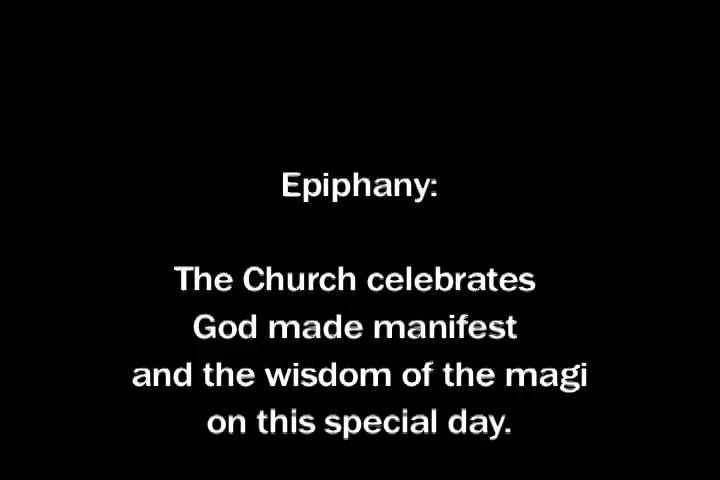 Epiphany:
The Church celebrates
God made manifest
and the wisdom of the magi
on this special day.